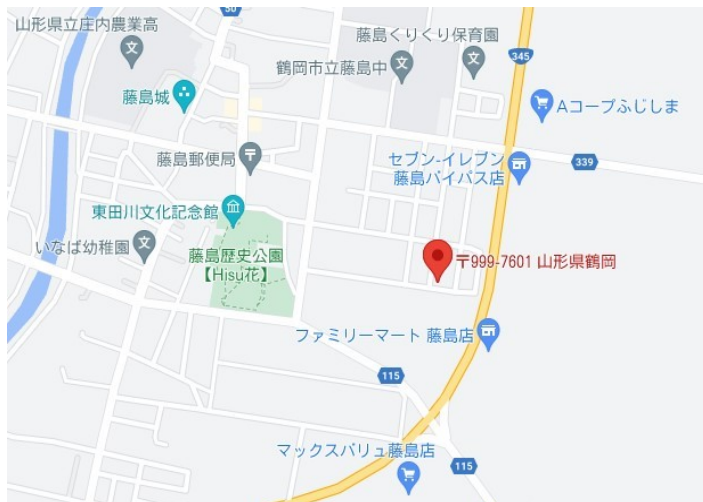 50
山形県立庄内農業高
藤島くりくり保育園
鶴岡市立藤島中
345
藤島城
Aコープふじしま
藤島郵便局
セブン-イレブン
藤島バイパス店
339
東田川文化記念館
いなば幼稚園
藤島歴史公園
【Hisu花】
〒999-7601 山形県鶴岡
ファミリーマート 藤島店
115
マックスバリュ藤島店
115